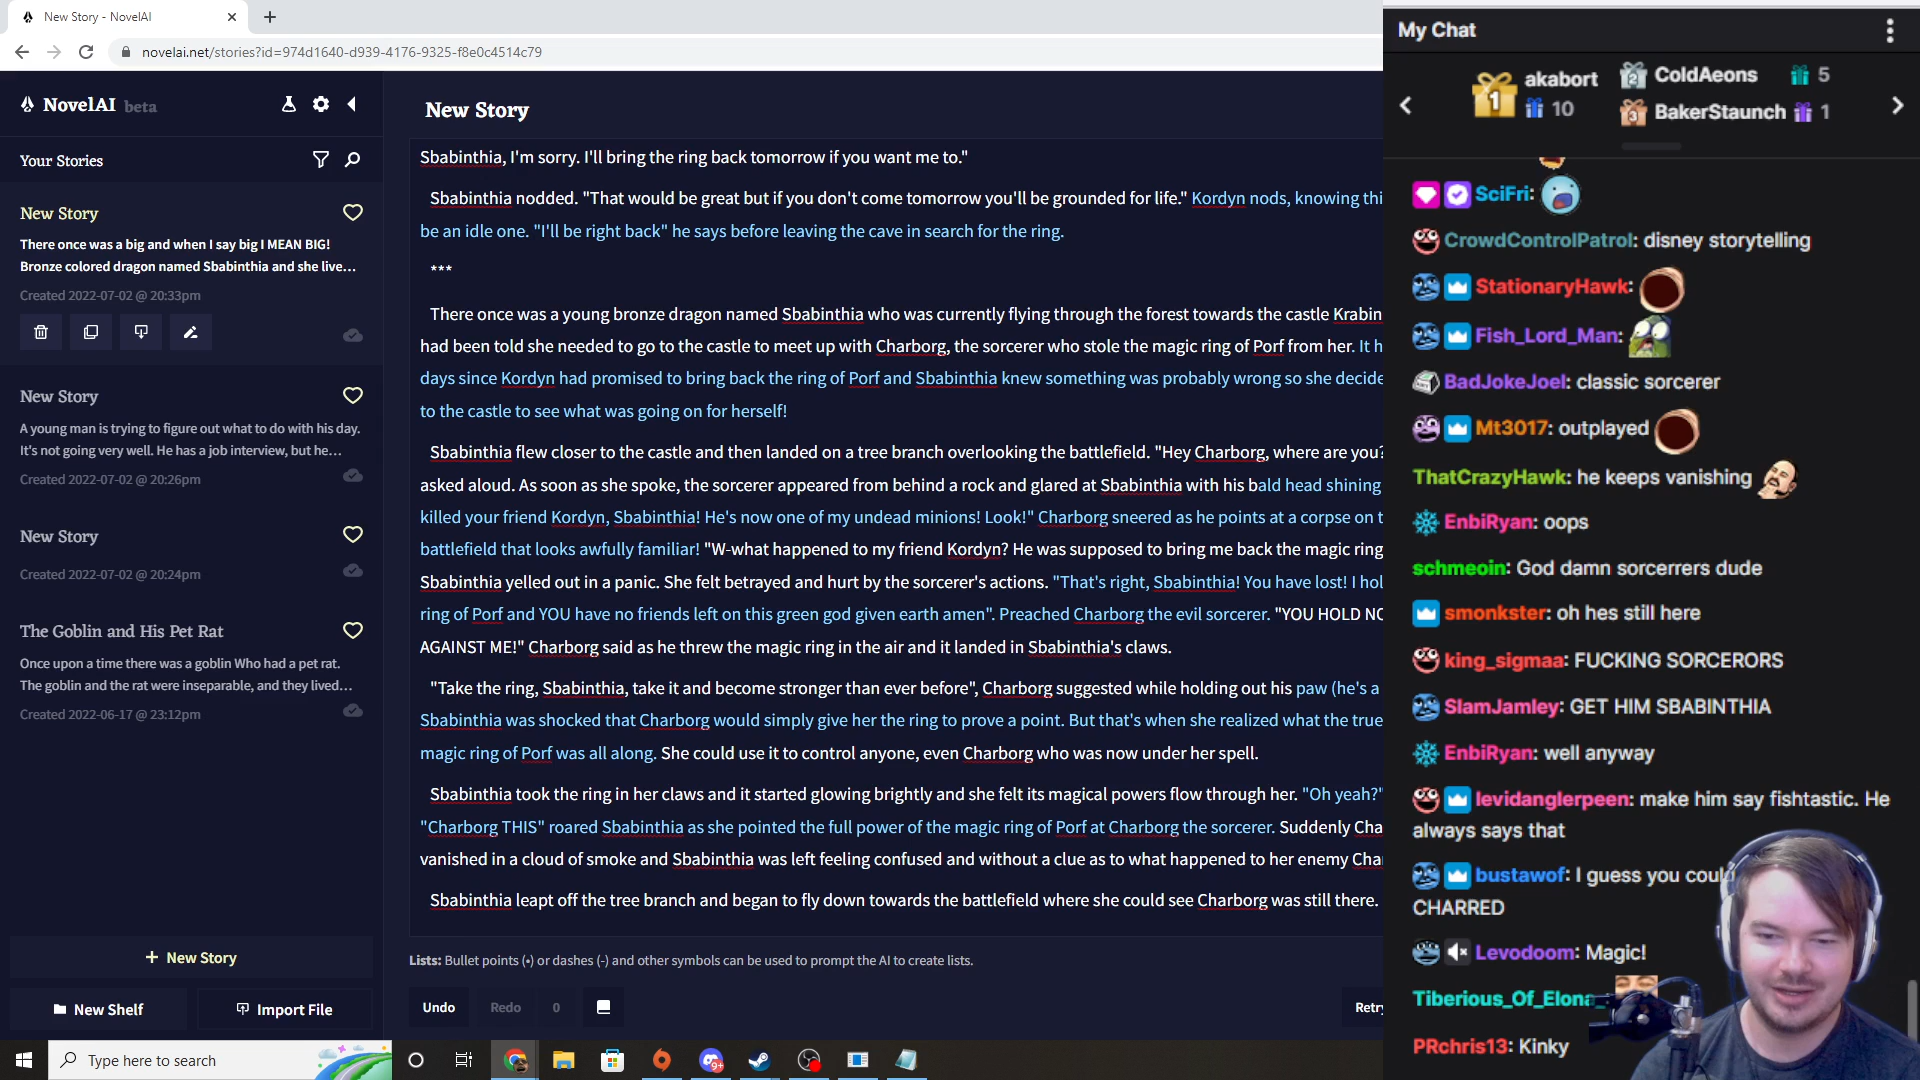 New Story - NovelAI
novelai.net/stories?id=974d1640-d939-4176-9325-f8e0c4514c79
NovelAI beta
Your Stories
New Story
There once was a big and when I say big I MEAN BIG!
Bronze colored dragon named Sbabinthia and she live...
Created 2022-07-02 @ 20:33pm
New Story
A young man is trying to figure out what to do with his day.
It's not going very well. He has a job interview, but he...
Created 2022-07-02 @ 20:26pm
New Story
Created 2022-07-02 @ 20:24pm
The Goblin and His Pet Rat
Once upon a time there was a goblin Who had a pet rat.
The goblin and the rat were inseparable, and they lived...
Created 2022-06-17 @ 23:12pm
+ New Story
New Shelf
Import File
New Story
Sbabinthia, I'm sorry. I'll bring the ring back tomorrow if you want me to."
Sbabinthia nodded. "That would be great but if you don't come tomorrow you'll be grounded for life." Kordyn nods, knowing thi
be an idle one. "I'll be right back" he says before leaving the cave in search for the ring.
***
There once was a young bronze dragon named Sbabinthia who was currently flying through the forest towards the castle Krabin
had been told she needed to go to the castle to meet up with Charborg, the sorcerer who stole the magic ring of Porf from her. It h
days since Kordyn had promised to bring back the ring of Porf and Sbabinthia knew something was probably wrong so she decide
to the castle to see what was going on for herself!
Sbabinthia flew closer to the castle and then landed on a tree branch overlooking the battlefield. "Hey Charborg, where are you?
asked aloud. As soon as she spoke, the sorcerer appeared from behind a rock and glared at Sbabinthia with his bald head shining
killed your friend Kordyn, Sbabinthia! He's now one of my undead minions! Look!" Charborg sneered as he points at a corpse on t
battlefield that looks awfully familiar! "W-what happened to my friend Kordyn? He was supposed to bring me back the magic ring
Sbabinthia yelled out in a panic. She felt betrayed and hurt by the sorcerer's actions. "That's right, Sbabinthia! You have lost! I hol
ring of Porf and YOU have no friends left on this green god given earth amen". Preached Charborg the evil sorcerer. "YOU HOLD NO
AGAINST ME!" Charborg said as he threw the magic ring in the air and it landed in Sbabinthia's claws.
"Take the ring, Sbabinthia, take it and become stronger than ever before", Charborg suggested while holding out his paw (he's a
Sbabinthia was shocked that Charborg would simply give her the ring to prove a point. But that's when she realized what the true
magic ring of Porf was all along. She could use it to control anyone, even Charborg who was now under her spell.
Sbabinthia took the ring in her claws and it started glowing brightly and she felt its magical powers flow through her. "Oh yeah?"
"Charborg THIS" roared Sbabinthia as she pointed the full power of the magic ring of Porf at Charborg the sorcerer. Suddenly Cha
vanished in a cloud of smoke and Sbabinthia was left feeling confused and without a clue as to what happened to her enemy Char
Sbabinthia leapt off the tree branch and began to fly down towards the battlefield where she could see Charborg was still there.
Lists: Bullet points (•) or dashes (-) and other symbols can be used to prompt the AI to create lists.
Undo
Redo
0
Retry
My Chat
1 akabort 10
2 ColdAeons 5
3 BakerStaunch 1
SciFri:
CrowdControlPatrol: disney storytelling
StationaryHawk:
Fish_Lord_Man:
BadJokeJoel: classic sorcerer
Mt3017: outplayed
ThatCrazyHawk: he keeps vanishing
EnbiRyan: oops
schmeoin: God damn sorcerrers dude
smonkster: oh hes still here
king_sigmaa: FUCKING SORCERORS
SlamJamley: GET HIM SBABINTHIA
EnbiRyan: well anyway
levidanglerpeen: make him say fishtastic. He
always says that
bustawof: I guess you coul
CHARRED
Levodoom: Magic!
Tiberious_Of_Elona_:
PRchris13: Kinky
Type here to search
9+